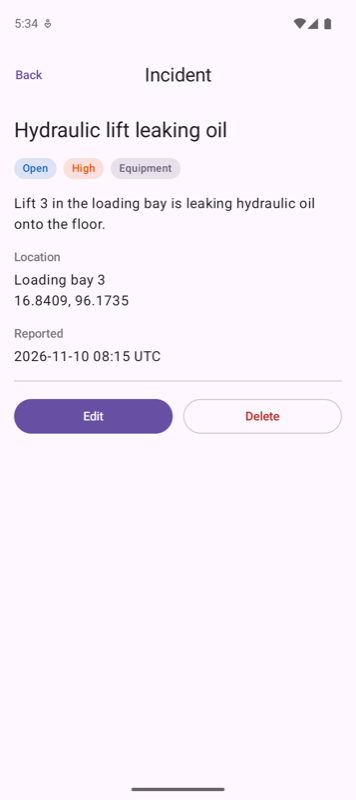 5:34
Back
Incident
Hydraulic lift leaking oil
Open
High
Equipment
Lift 3 in the loading bay is leaking hydraulic oil
onto the floor.
Location
Loading bay 3
16.8409, 96.1735
Reported
2026-11-10 08:15 UTC
Edit
Delete